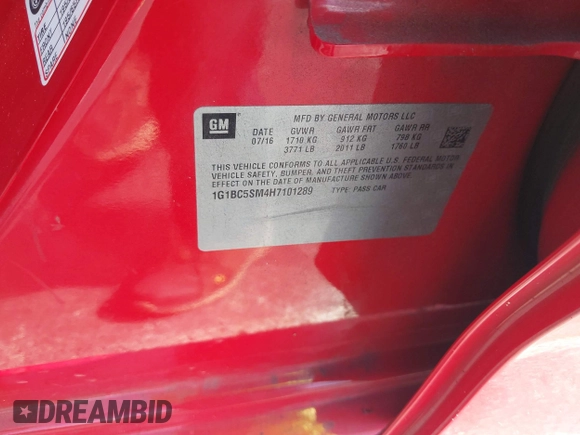 GM
MFD BY GENERAL MOTORS LLC
DATE GVWR GAWR FRT GAWR RR
07/16 1710 KG 912 KG 798 KG
3771 LB 2011 LB 1760 LB
THIS VEHICLE CONFORMS TO ALL APPLICABLE U.S. FEDERAL MOTOR
VEHICLE SAFETY, BUMPER, AND THEFT PREVENTION STANDARDS IN
EFFECT ON THE DATE OF MANUFACTURE SHOWN ABOVE.
1G1BC5SM4H7101289 TYPE: PASS CAR
DREAMBID